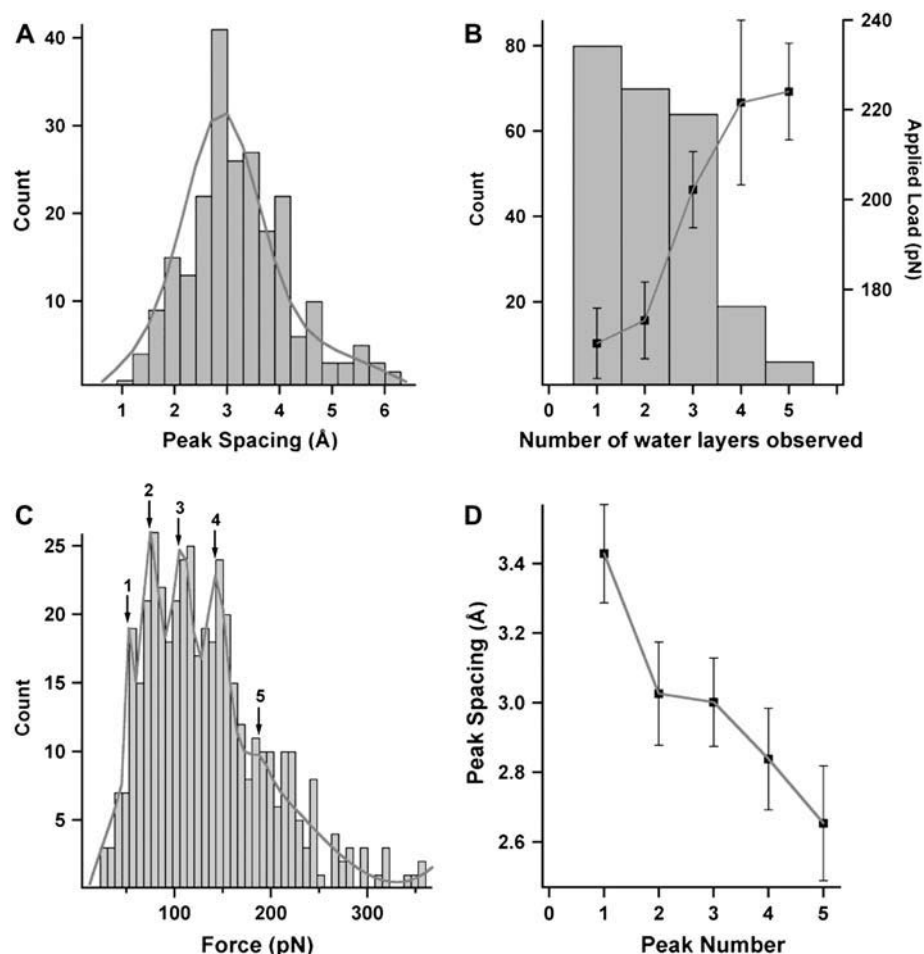 A
40
30
20
10
Count
1 2 3 4 5 6
Peak Spacing (Å)
B
80
60
40
20
Count
240
220
200
180
Applied Load (pN)
0 1 2 3 4 5
Number of water layers observed
C
25
20
15
10
5
Count
1
2
3
4
5
100 200 300
Force (pN)
D
3.4
3.2
3.0
2.8
2.6
Peak Spacing (Å)
0 1 2 3 4 5
Peak Number